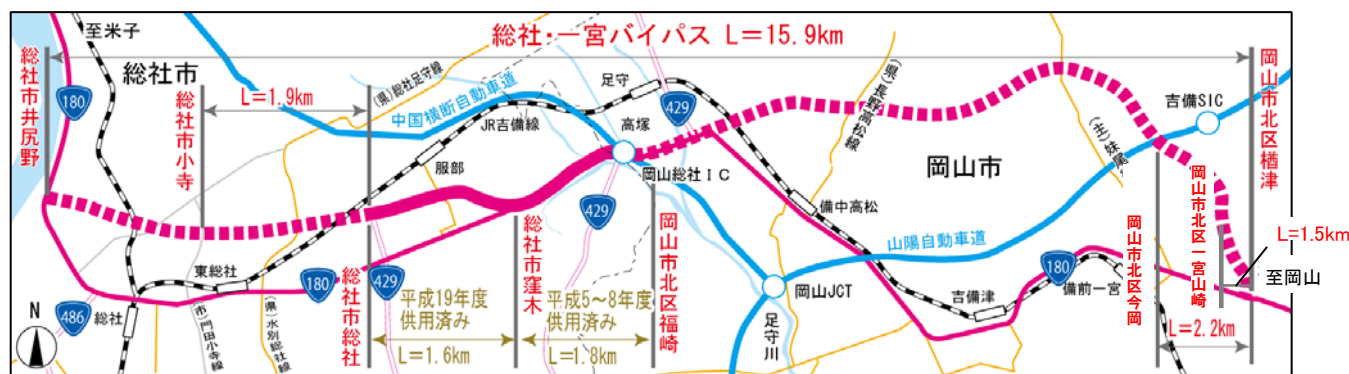 総社・一宮バイパス L=15.9km
至米子
総社市
総社市井尻野
180
総社市小寺
L=1.9km
(県)総社足守線
中国横断自動車道
JR吉備線
足守
高塚
429
(県)長野高松線
吉備SIC
岡山市北区楢津
服部
岡山総社IC
岡山市
(主)妹尾
備中高松
山陽自動車道
岡山市北区今岡
岡山市北区一宮山崎
L=1.5km
至岡山
429
総社市窪木
岡山市北区福崎
東総社
180
総社市総社
429
平成19年度
供用済み
L=1.6km
平成5~8年度
供用済み
L=1.8km
岡山JCT
足守川
吉備津
180
備前一宮
L=2.2km
N
486
総社
(市)門田小寺線
(県)水別総社線